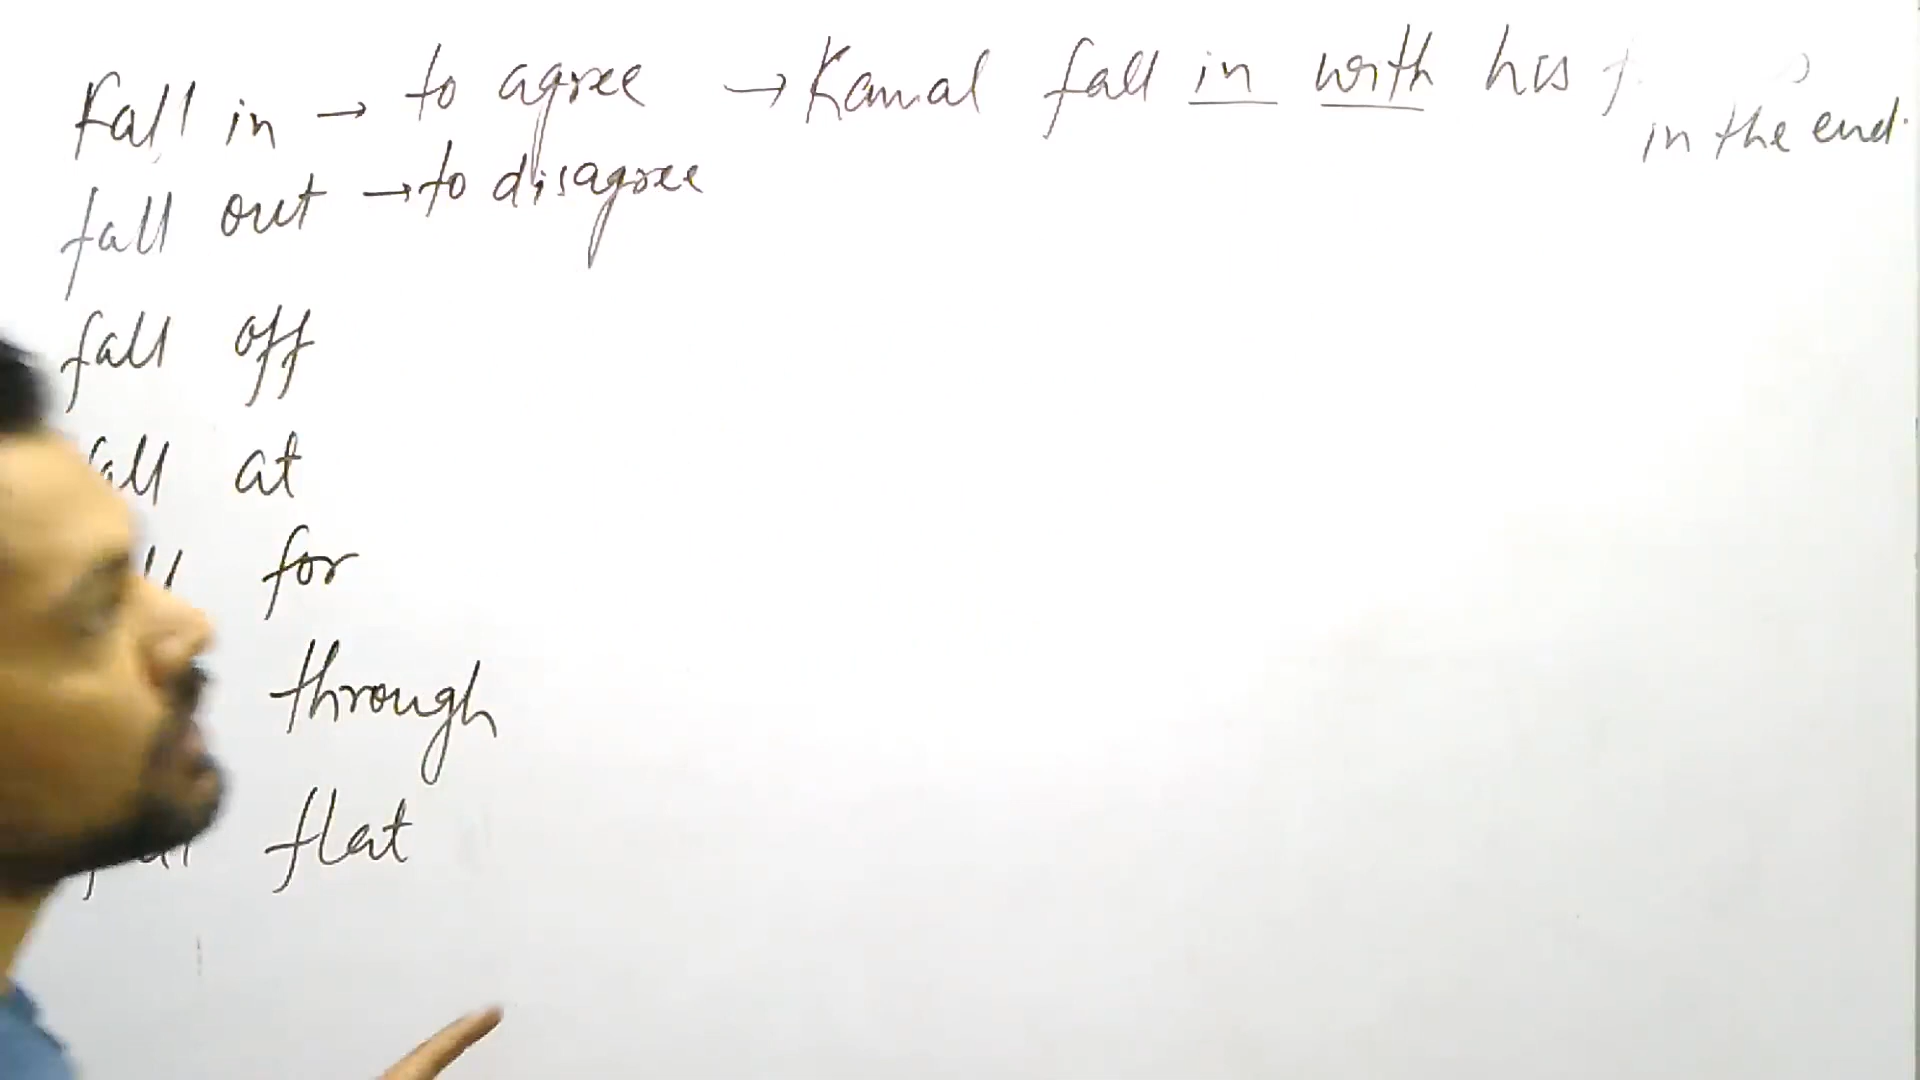 Fall in → to agree → Kamal fall in with his
in the end.
fall out → to disagree
fall off
fall at
for
through
flat